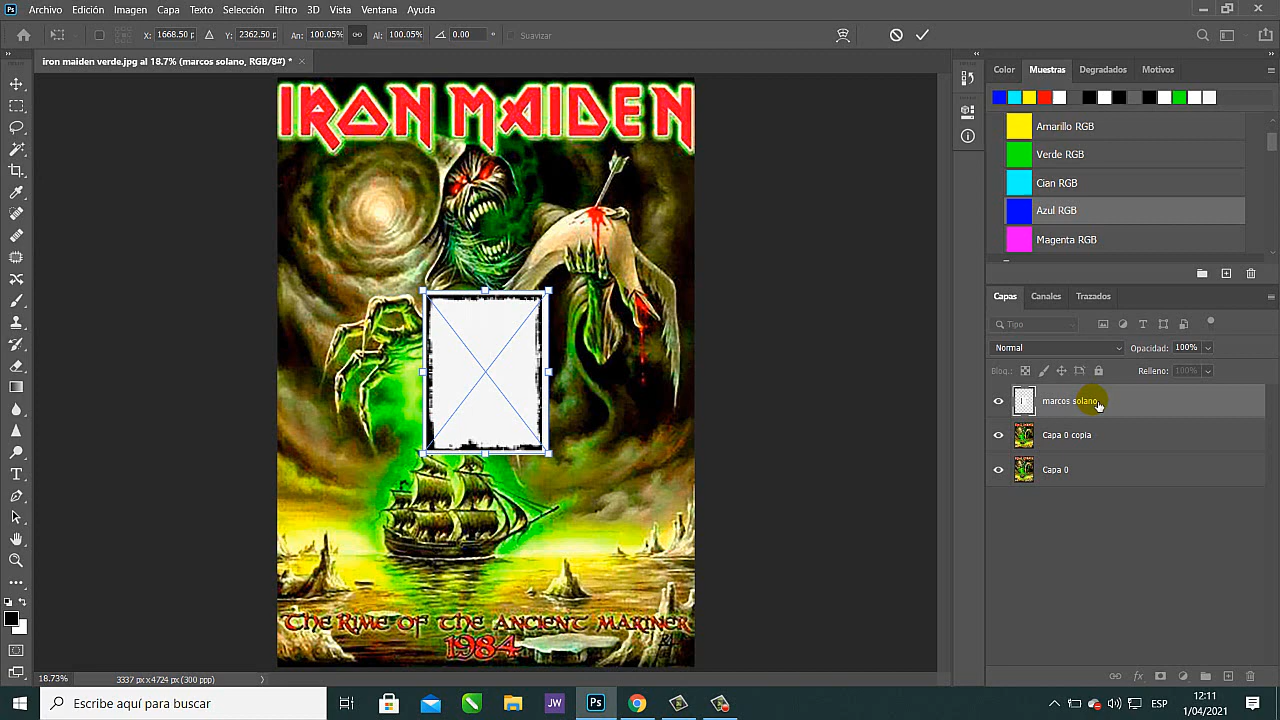 Ps Archivo Edición Imagen Capa Texto Selección Filtro 3D Vista Ventana Ayuda
X: 1668.50 p Y: 2362.50 p An: 100.05% Al: 100.05% 0.00 ° Suavizar
iron maiden verde.jpg al 18.7% (marcos solano, RGB/8#) *
Color Muestras Degradados Motivos
Amarillo RGB
Verde RGB
Cian RGB
Azul RGB
Magenta RGB
Capas Canales Trazados
Tipo
Normal Opacidad: 100%
Bloq.: Relleno: 100%
marcos solano
Capa 0 copia
Capa 0
IRON MAIDEN
THE RIME OF THE ANCIENT MARINER
1984
18.73% 3337 px x 4724 px (300 ppp)
Escribe aquí para buscar
JW
Ps
ESP
12:11
1/04/2021